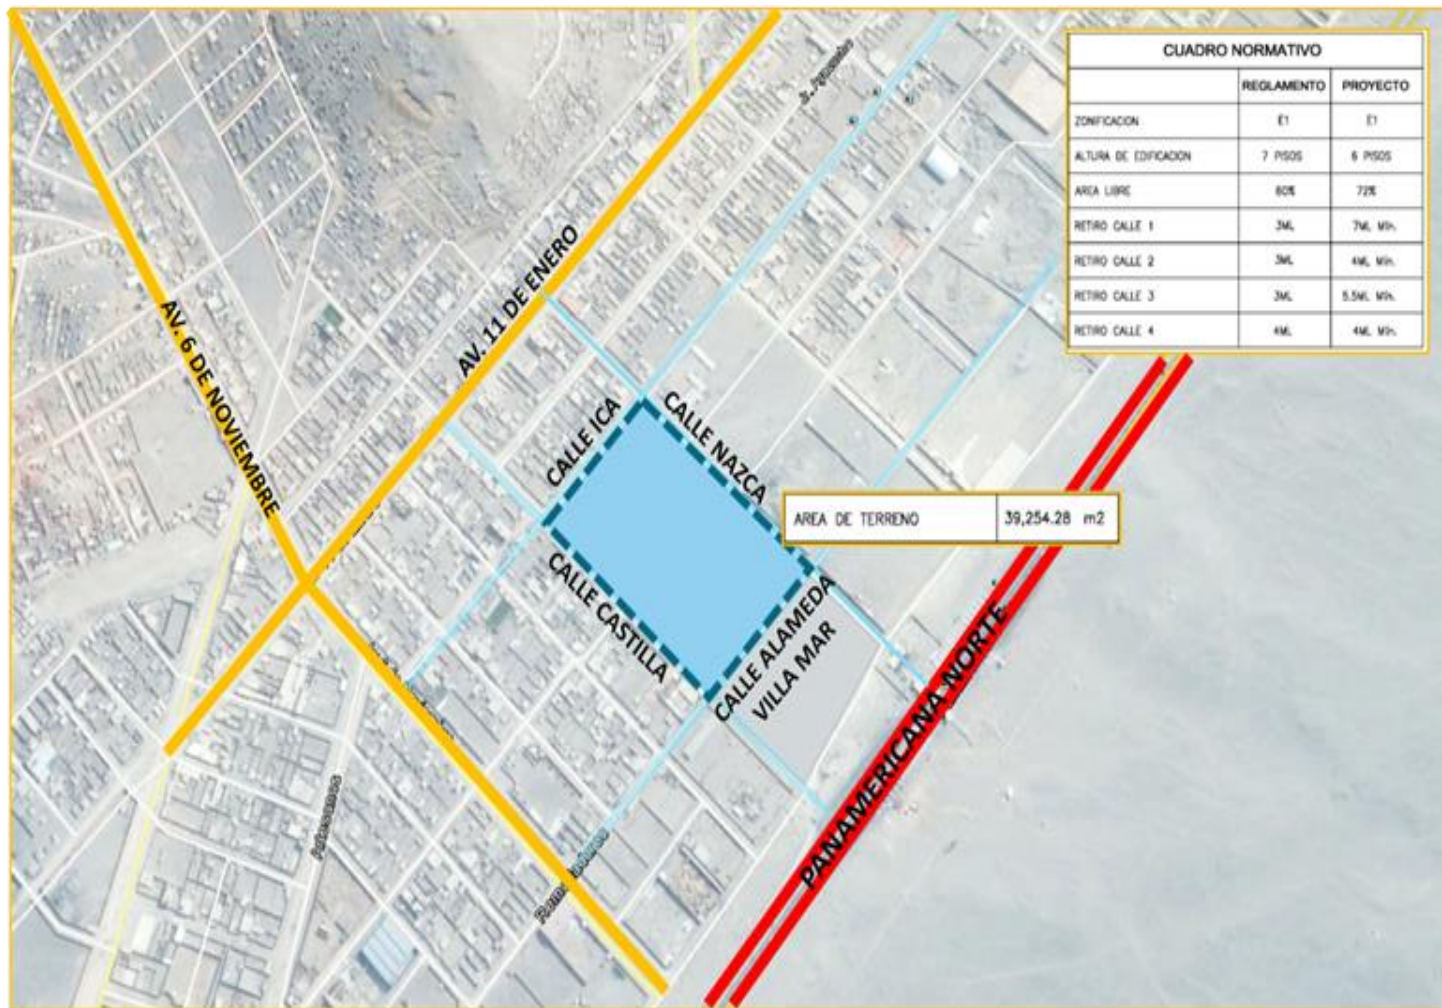 CUADRO NORMATIVO
REGLAMENTO PROYECTO
ZONIFICACION E1 E1
ALTURA DE EDIFICACION 7 PISOS 6 PISOS
AREA LIBRE 60% 72%
RETIRO CALLE 1 3ML 7ML Min.
RETIRO CALLE 2 3ML 4ML Min.
RETIRO CALLE 3 3ML 5.5ML Min.
RETIRO CALLE 4 4ML 4ML Min.
AV. 6 DE NOVIEMBRE
AV. 11 DE ENERO
CALLE ICA
CALLE NAZCA
AREA DE TERRENO 39,254.28 m2
CALLE CASTILLA
CALLE ALAMEDA
VILLA MAR
PANAMERICANA NORTE